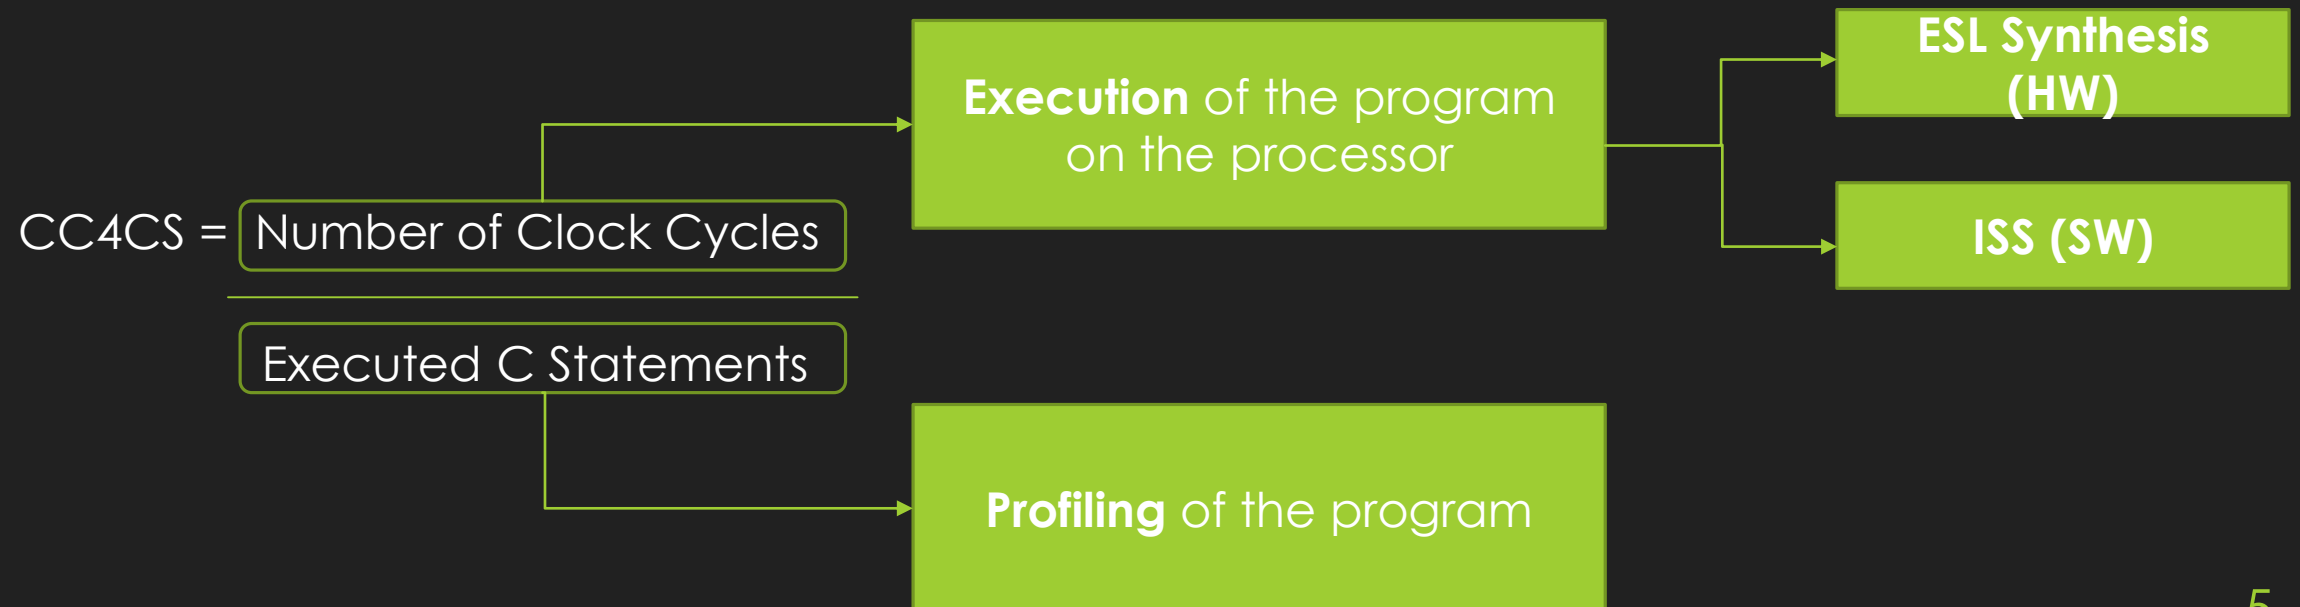 CC4CS = Number of Clock Cycles
Executed C Statements
Execution of the program
on the processor
ESL Synthesis
(HW)
ISS (SW)
Profiling of the program
5